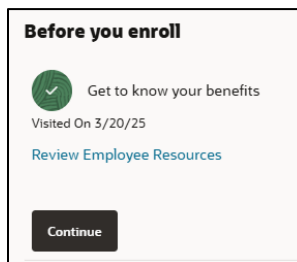 Before you enroll
Get to know your benefits
Visited On 3/20/25
Review Employee Resources
Continue